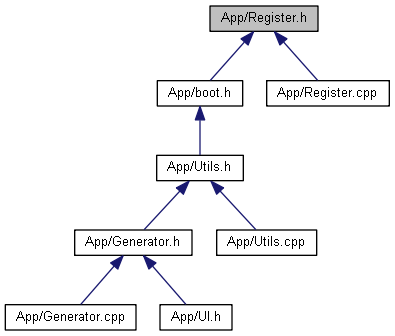 App/Register.h
App/boot.h
App/Register.cpp
App/Utils.h
App/Generator.h
App/Utils.cpp
App/Generator.cpp
App/UI.h